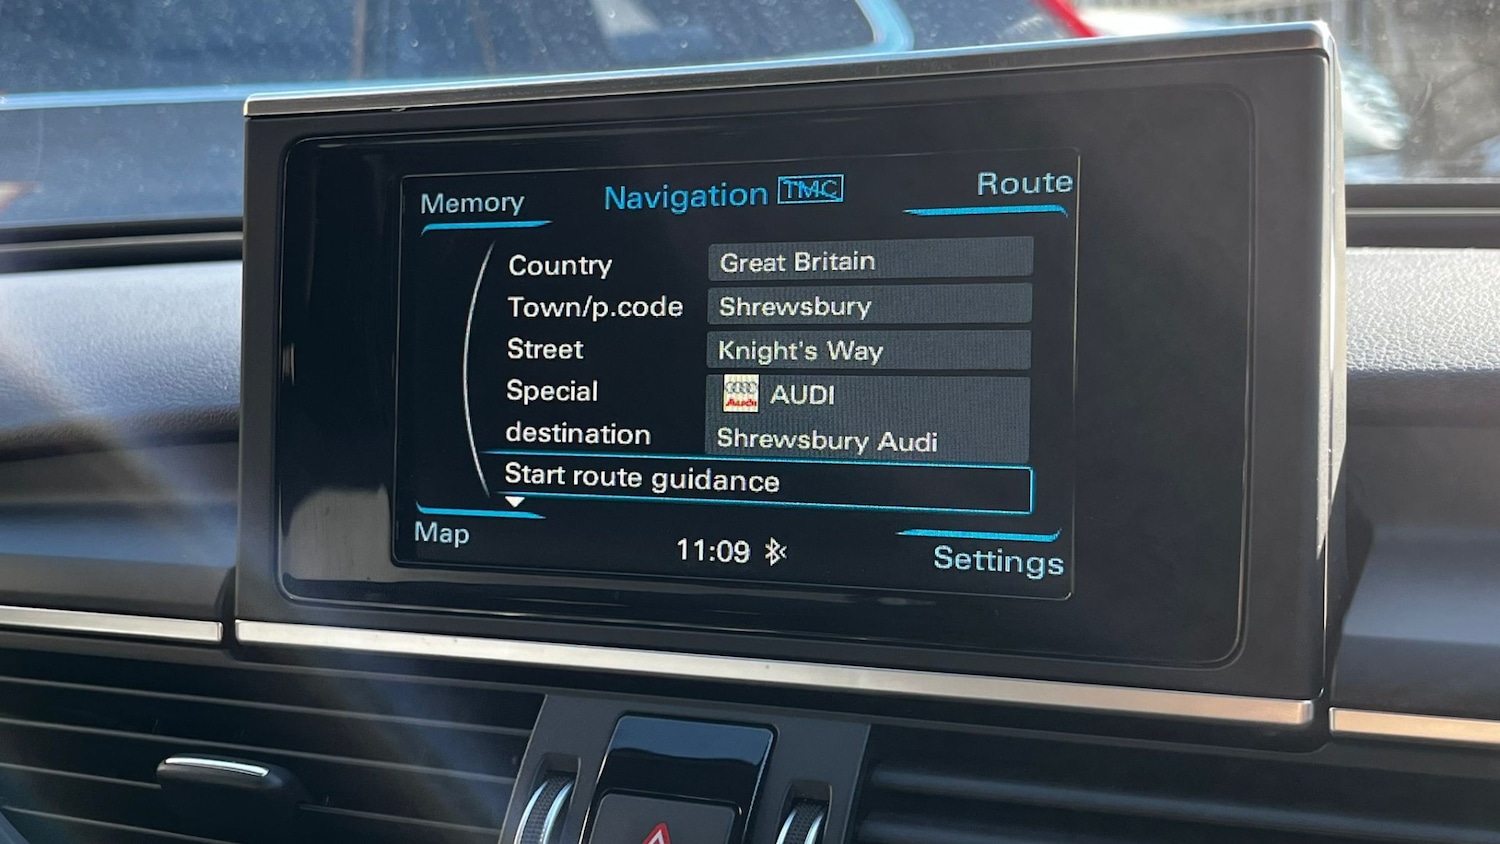 Memory
Navigation TMC
Route
Country Great Britain
Town/p.code Shrewsbury
Street Knight's Way
Special AUDI
destination Shrewsbury Audi
Start route guidance
Map
11:09
Settings